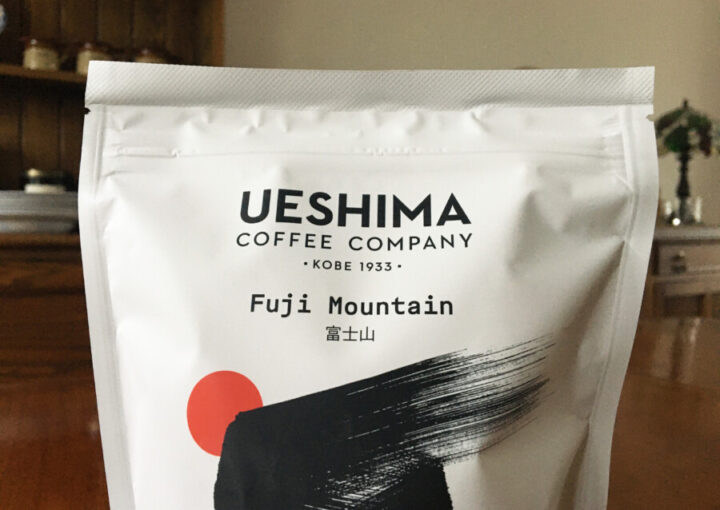 UESHIMA
COFFEE COMPANY
• KOBE 1933 •
Fuji Mountain
富士山